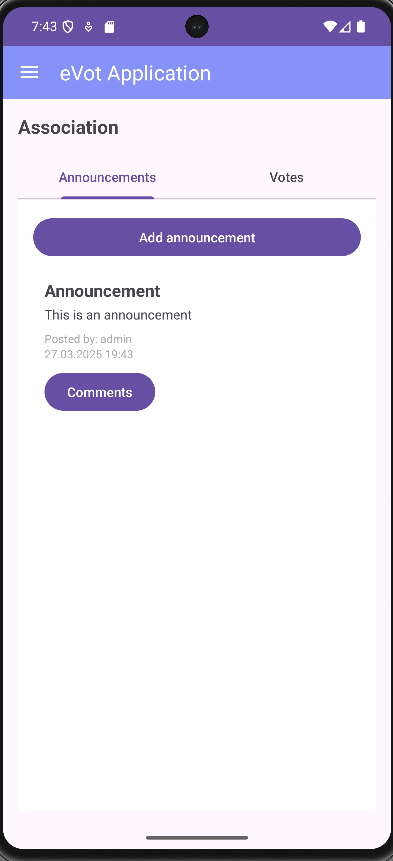 7:43
eVot Application
Association
Announcements
Votes
Add announcement
Announcement
This is an announcement
Posted by: admin
27.03.2025 19:43
Comments